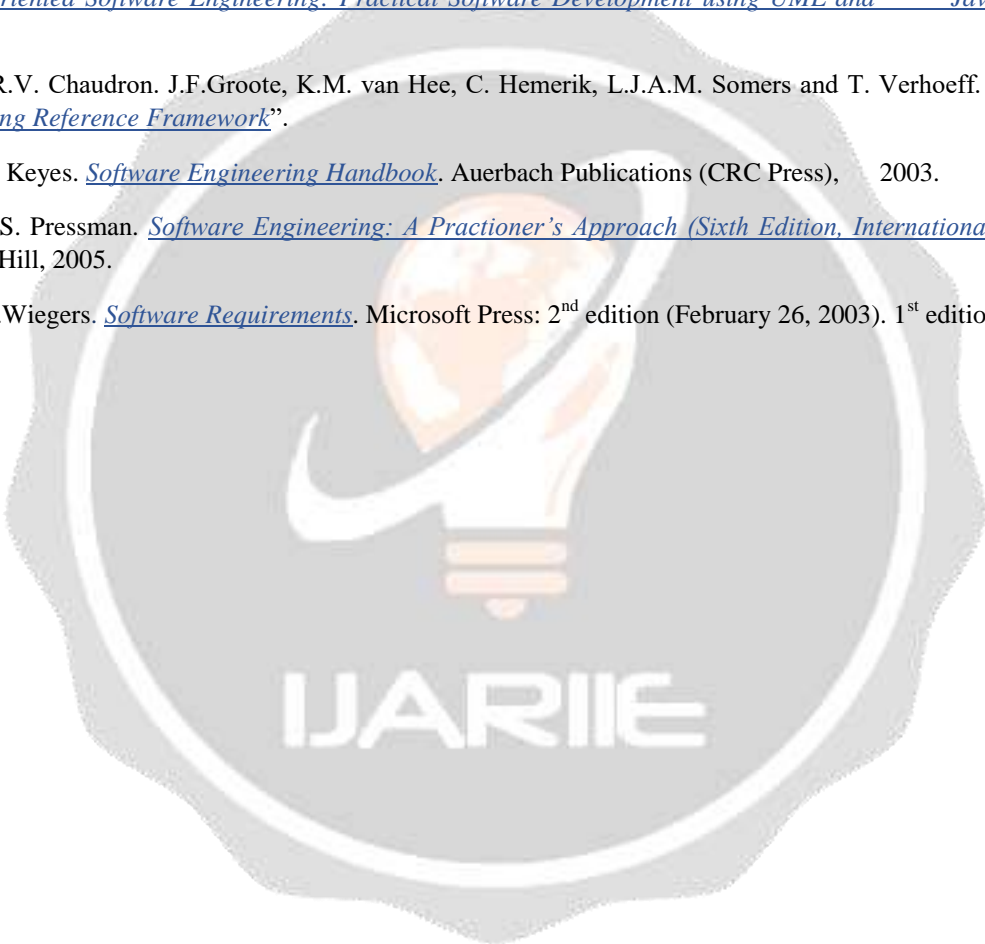 riented Software Engineering: Practical Software Development using UML and Jav
R.V. Chaudron. J.F.Groote, K.M. van Hee, C. Hemerik, L.J.A.M. Somers and T. Verhoeff.
ng Reference Framework”.
Keyes. Software Engineering Handbook. Auerbach Publications (CRC Press), 2003.
S. Pressman. Software Engineering: A Practioner’s Approach (Sixth Edition, Internationa
Hill, 2005.
.Wiegers. Software Requirements. Microsoft Press: 2nd edition (February 26, 2003). 1st editio
IJARIIE